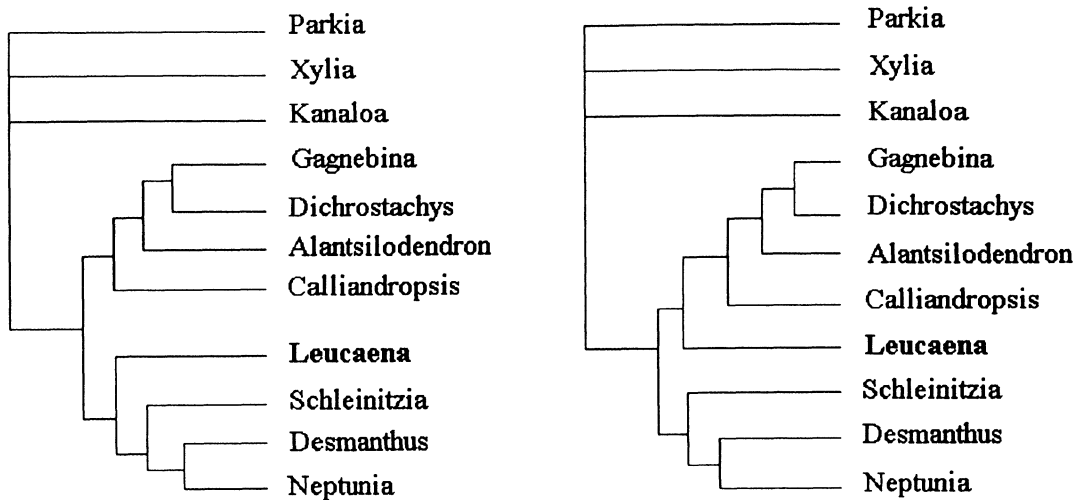 Parkia
Xylia
Kanaloa
Gagnebina
Dichrostachys
Alantsilodendron
Calliandropsis
Leucaena
Schleinitzia
Desmanthus
Neptunia
Parkia
Xylia
Kanaloa
Gagnebina
Dichrostachys
Alantsilodendron
Calliandropsis
Leucaena
Schleinitzia
Desmanthus
Neptunia